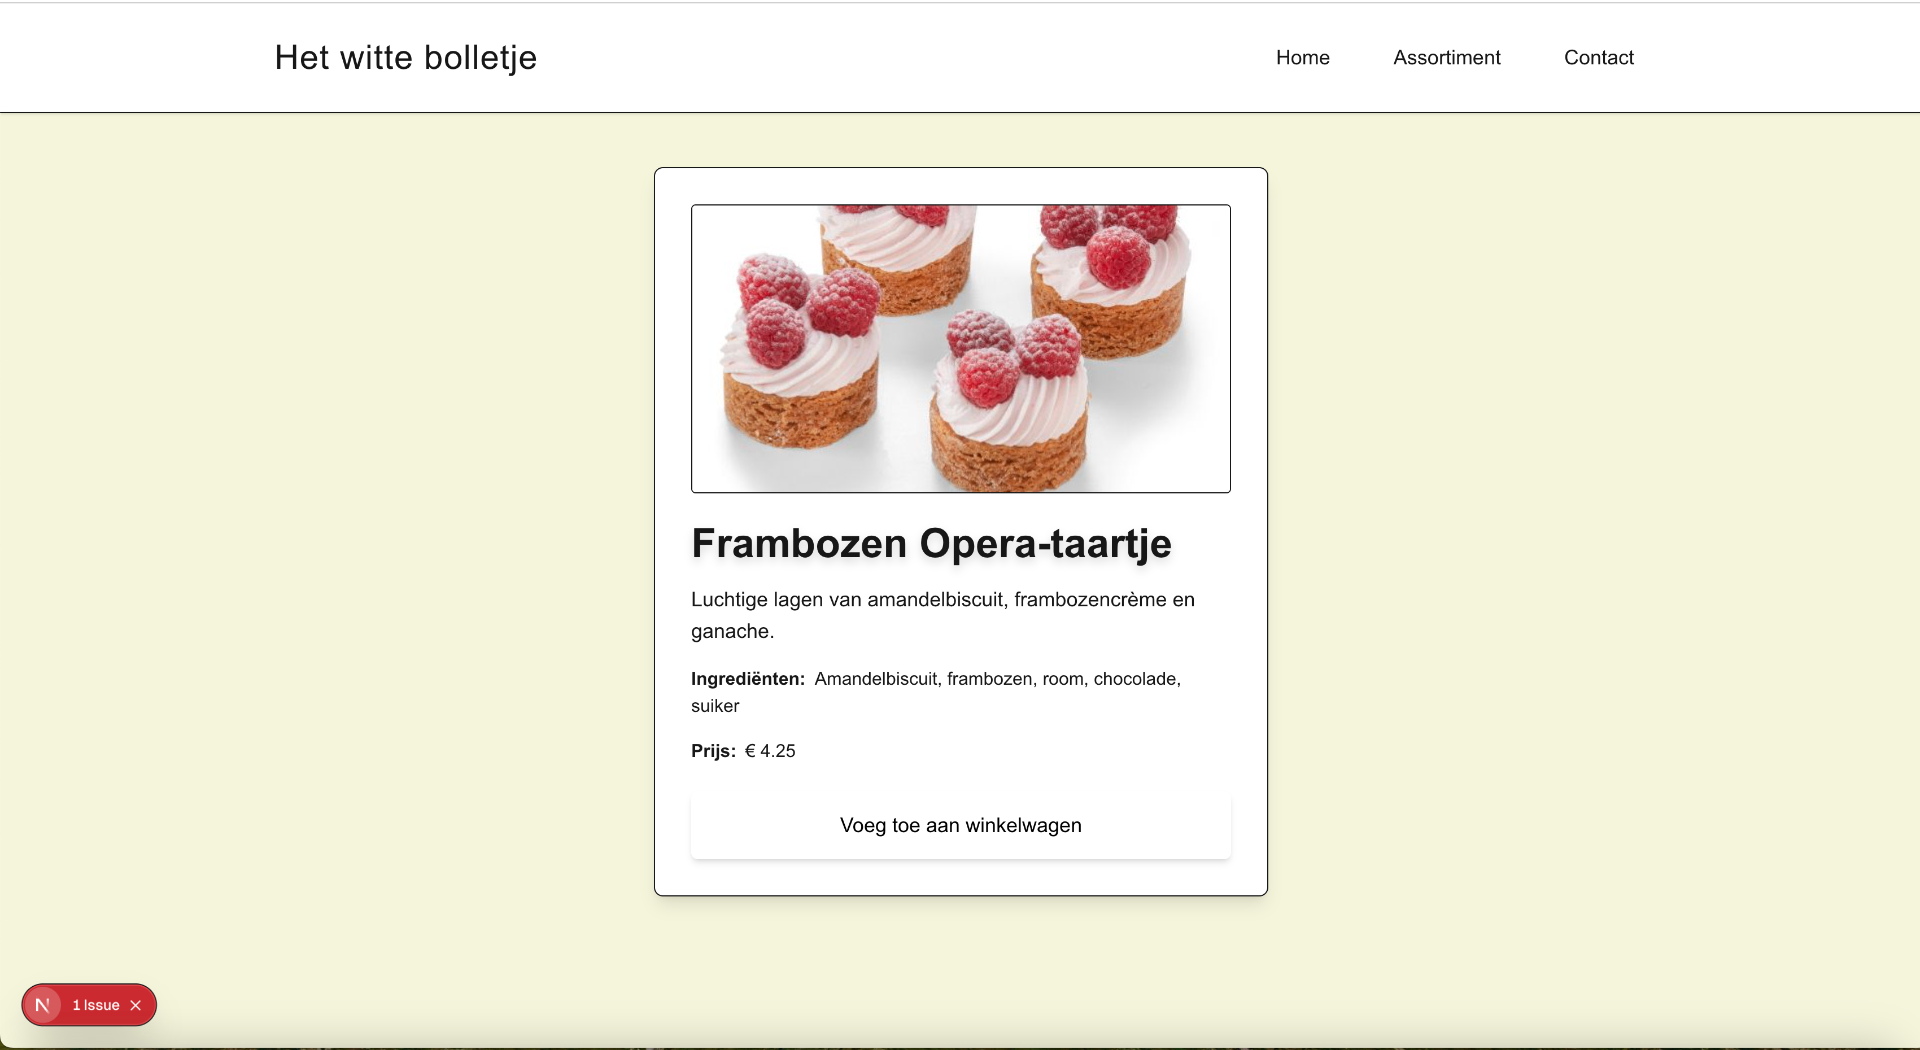 Het witte bolletje
Home
Assortiment
Contact
Frambozen Opera-taartje
Luchtige lagen van amandelbiscuit, frambozencrème en
ganache.
Ingrediënten: Amandelbiscuit, frambozen, room, chocolade,
suiker
Prijs: € 4.25
Voeg toe aan winkelwagen
N 1 Issue